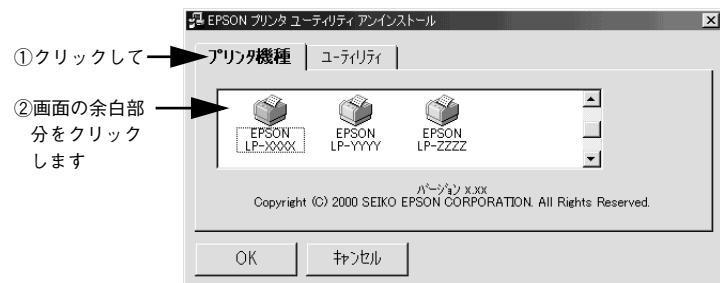 EPSON プリンタ ユーティリティ アンインストール
①クリックして
プリンタ機種 ユーティリティ
②画面の余白部
分をクリック
します
EPSON
LP-XXXX
EPSON
LP-YYYY
EPSON
LP-ZZZZ
バージョン X.XX
Copyright (C) 2000 SEIKO EPSON CORPORATION. All Rights Reserved.
OK キャンセル